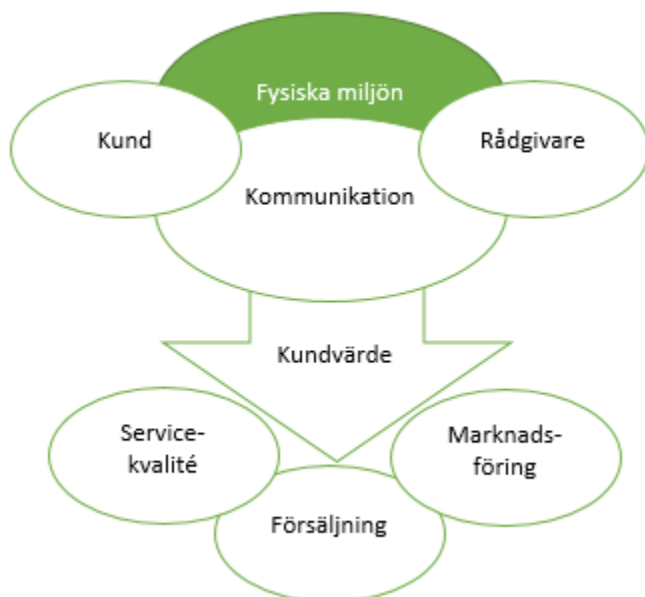 Fysiska miljön
Kund
Rådgivare
Kommunikation
Kundvärde
Service-
kvalité
Marknads-
föring
Försäljning